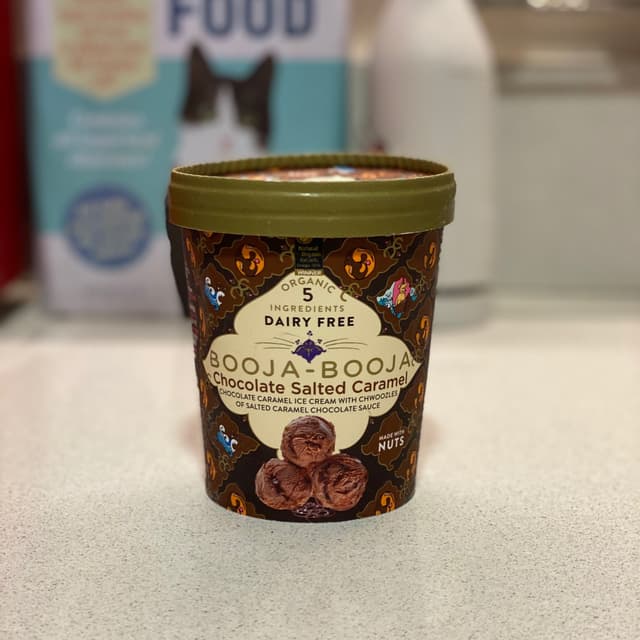 FOOD
ORGANIC
5
INGREDIENTS
DAIRY FREE
BOOJA-BOOJA
Chocolate Salted Caramel
CHOCOLATE CARAMEL ICE CREAM WITH CHWOOZLES
OF SALTED CARAMEL CHOCOLATE SAUCE
MADE WITH
NUTS